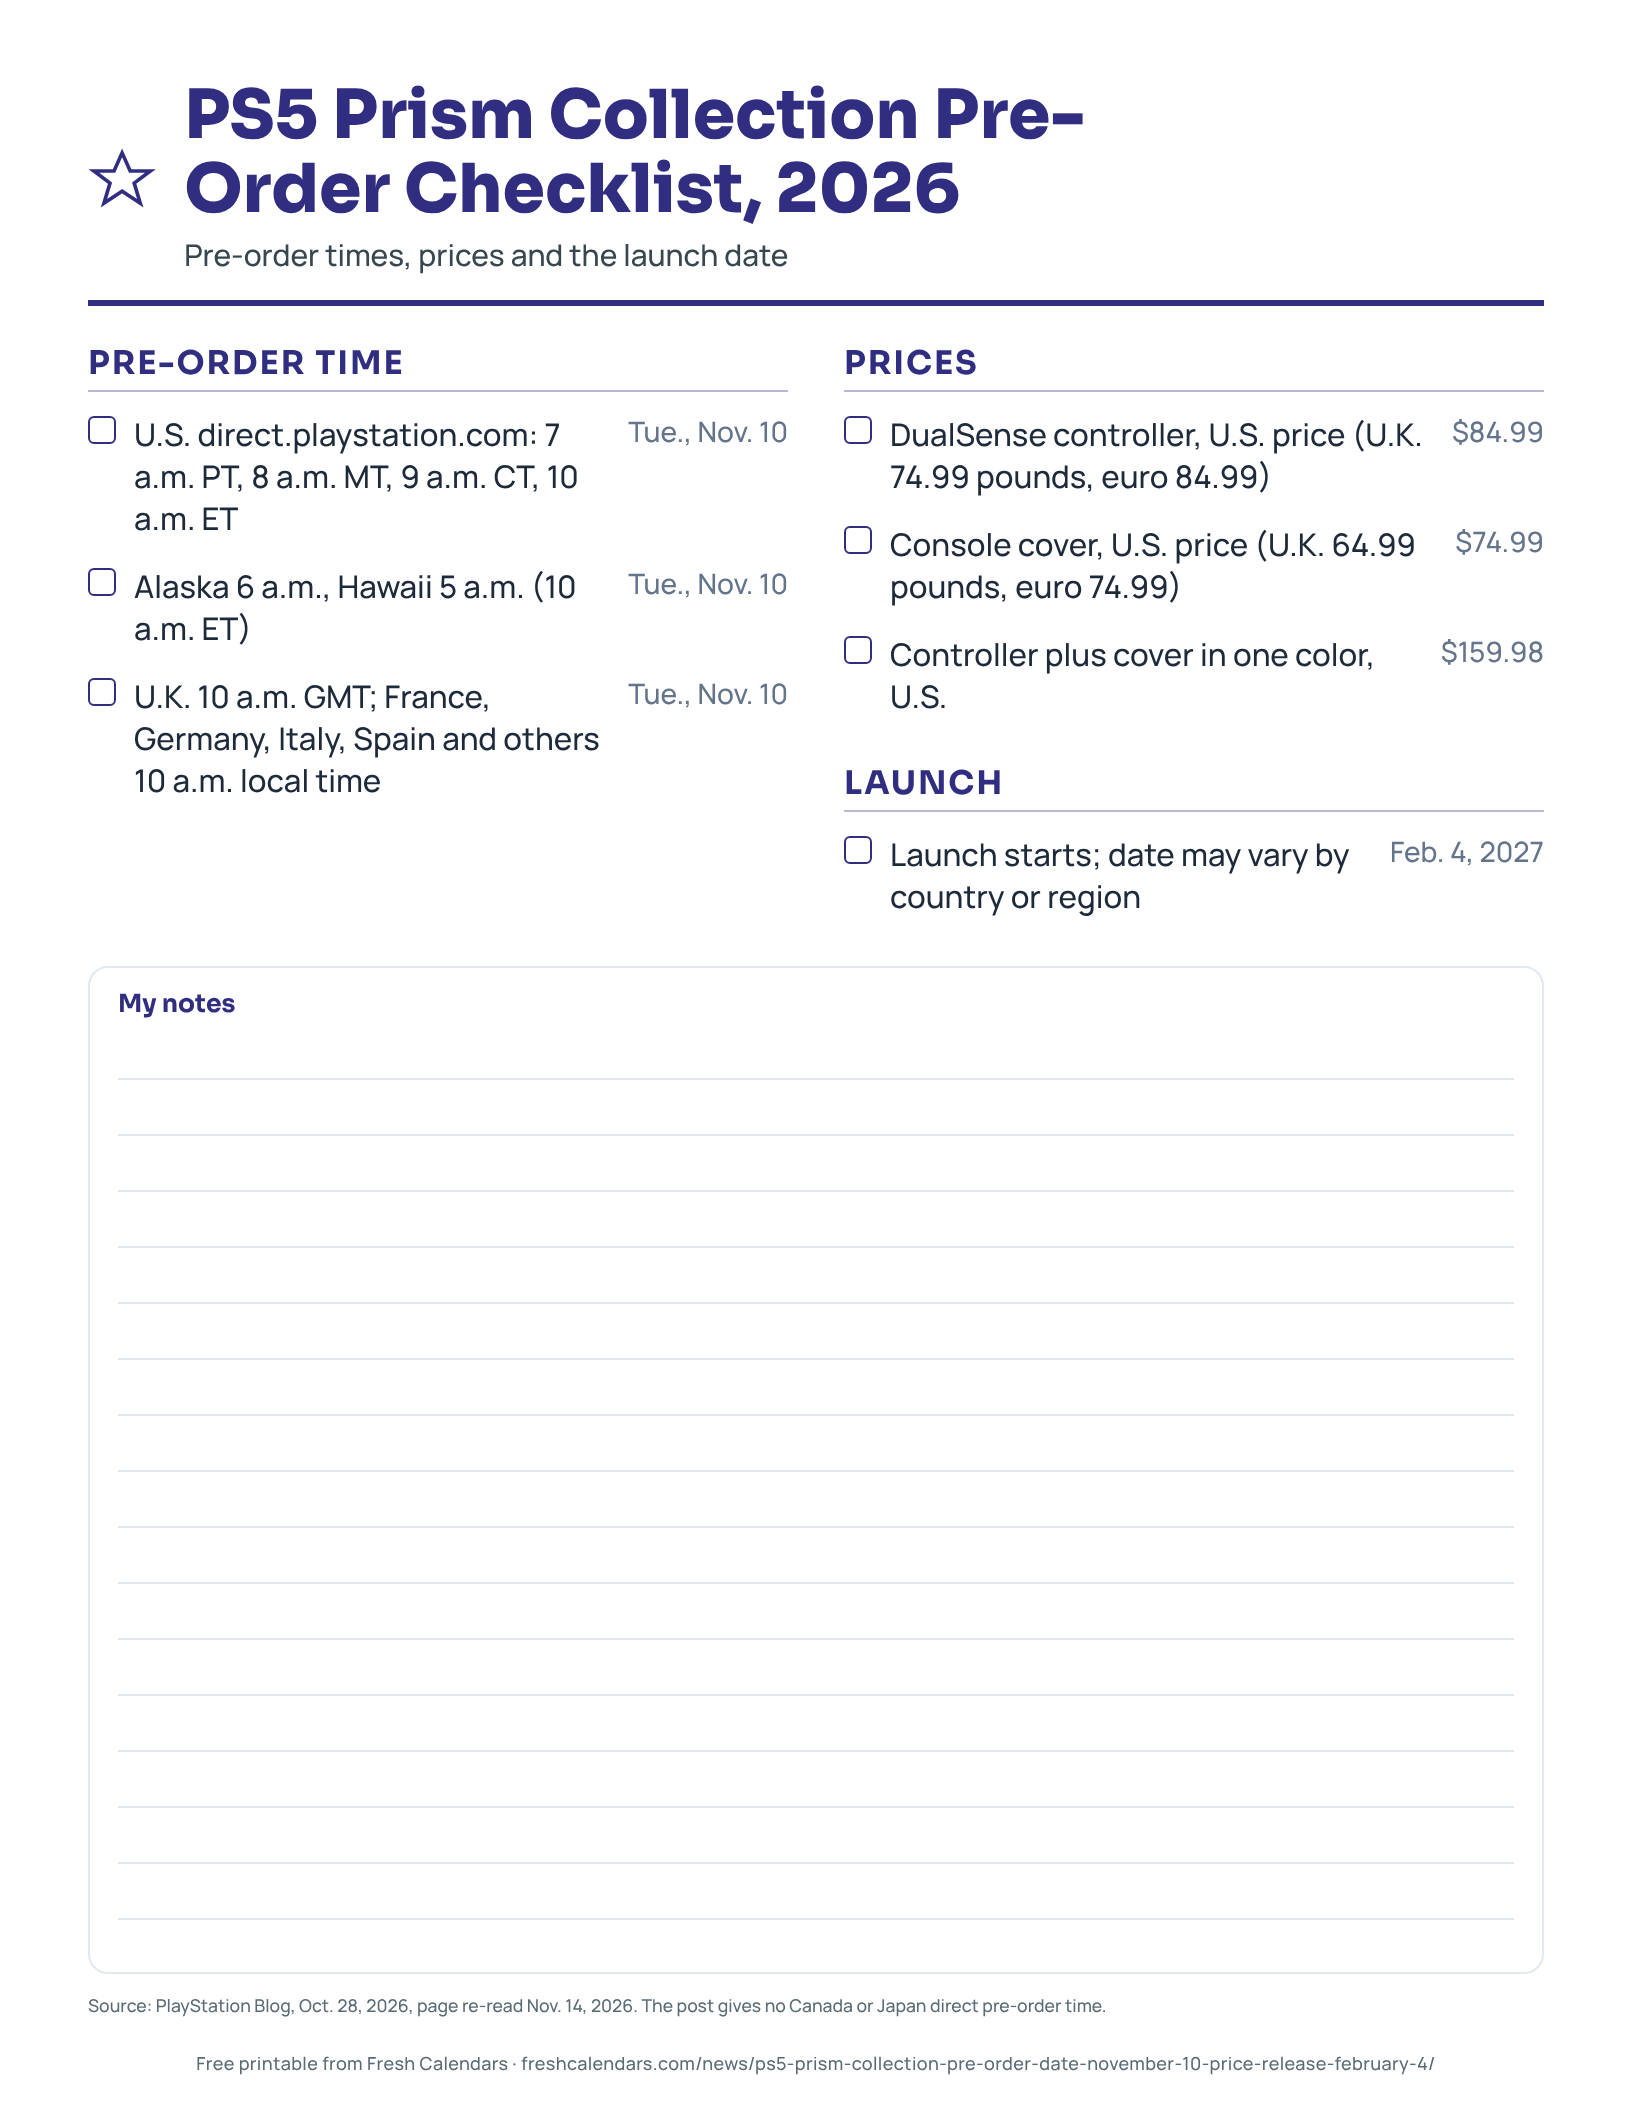 PS5 Prism Collection Pre-
Order Checklist, 2026
Pre-order times, prices and the launch date
PRE-ORDER TIME
U.S. direct.playstation.com: 7 Tue., Nov. 10
a.m. PT, 8 a.m. MT, 9 a.m. CT, 10
a.m. ET
Alaska 6 a.m., Hawaii 5 a.m. (10 Tue., Nov. 10
a.m. ET)
U.K. 10 a.m. GMT; France, Tue., Nov. 10
Germany, Italy, Spain and others
10 a.m. local time
PRICES
DualSense controller, U.S. price (U.K. $84.99
74.99 pounds, euro 84.99)
Console cover, U.S. price (U.K. 64.99 $74.99
pounds, euro 74.99)
Controller plus cover in one color, $159.98
U.S.
LAUNCH
Launch starts; date may vary by Feb. 4, 2027
country or region
My notes
Source: PlayStation Blog, Oct. 28, 2026, page re-read Nov. 14, 2026. The post gives no Canada or Japan direct pre-order time.
Free printable from Fresh Calendars · freshcalendars.com/news/ps5-prism-collection-pre-order-date-november-10-price-release-february-4/